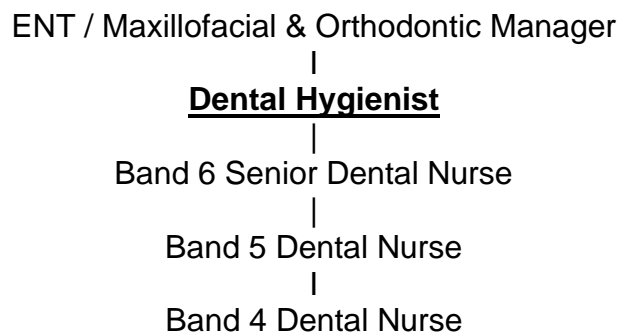 ENT / Maxillofacial & Orthodontic Manager
I
Dental Hygienist
|
Band 6 Senior Dental Nurse
|
Band 5 Dental Nurse
I
Band 4 Dental Nurse